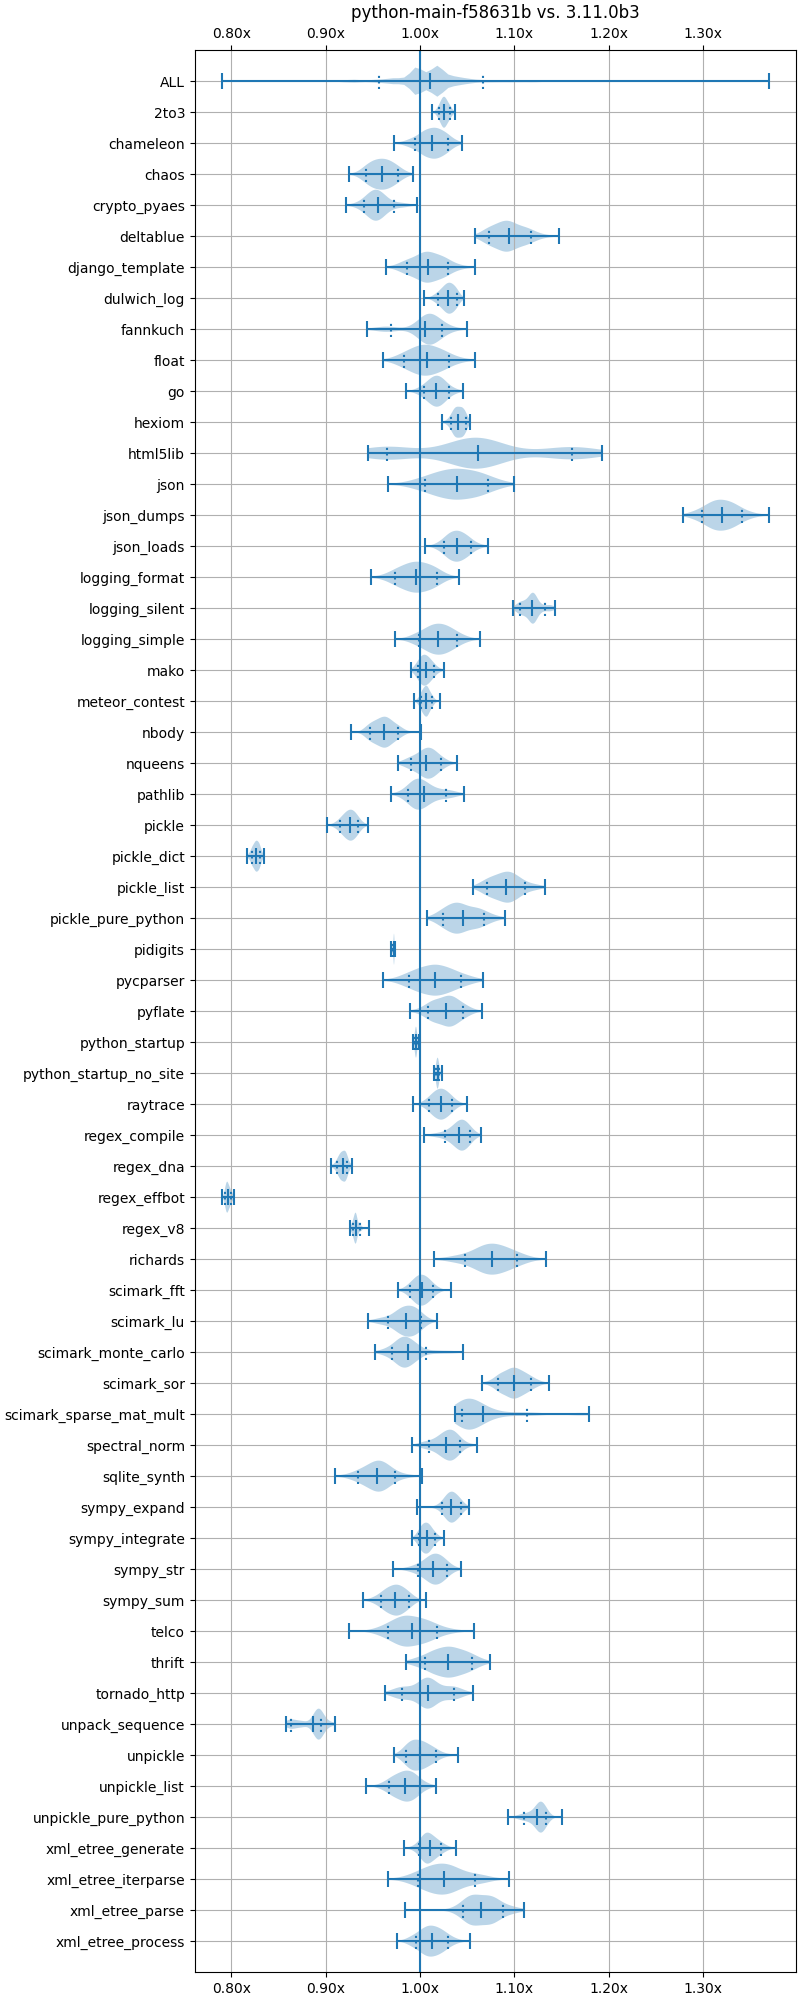 python-main-f58631b vs. 3.11.0b3
0.80x 0.90x 1.00x 1.10x 1.20x 1.30x
ALL
2to3
chameleon
chaos
crypto_pyaes
deltablue
django_template
dulwich_log
fannkuch
float
go
hexiom
html5lib
json
json_dumps
json_loads
logging_format
logging_silent
logging_simple
mako
meteor_contest
nbody
nqueens
pathlib
pickle
pickle_dict
pickle_list
pickle_pure_python
pidigits
pycparser
pyflate
python_startup
python_startup_no_site
raytrace
regex_compile
regex_dna
regex_effbot
regex_v8
richards
scimark_fft
scimark_lu
scimark_monte_carlo
scimark_sor
scimark_sparse_mat_mult
spectral_norm
sqlite_synth
sympy_expand
sympy_integrate
sympy_str
sympy_sum
telco
thrift
tornado_http
unpack_sequence
unpickle
unpickle_list
unpickle_pure_python
xml_etree_generate
xml_etree_iterparse
xml_etree_parse
xml_etree_process
0.80x 0.90x 1.00x 1.10x 1.20x 1.30x